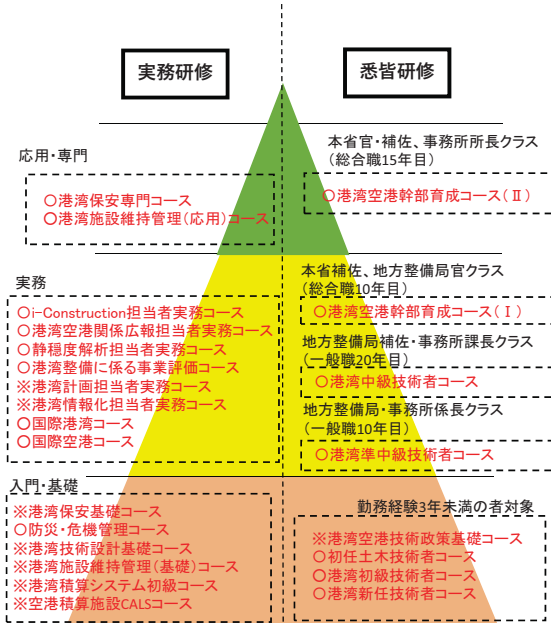 実務研修
悉皆研修
応用・専門
○港湾保安専門コース
○港湾施設維持管理(応用)コース
本省官・補佐、事務所所長クラス
(総合職15年目)
○港湾空港幹部育成コース(Ⅱ)
実務
○i-Construction担当者実務コース
○港湾空港関係広報担当者実務コース
○静穏度解析担当者実務コース
○港湾整備に係る事業評価コース
※港湾計画担当者実務コース
※港湾情報化担当者実務コース
○国際港湾コース
○国際空港コース
本省補佐、地方整備局官クラス
(総合職10年目)
○港湾空港幹部育成コース(Ⅰ)
地方整備局補佐・事務所課長クラス
(一般職20年目)
○港湾中級技術者コース
地方整備局・事務所係長クラス
(一般職10年目)
○港湾準中級技術者コース
入門・基礎
※港湾保安基礎コース
○防災・危機管理コース
※港湾技術設計基礎コース
※港湾施設維持管理(基礎)コース
※港湾積算システム初級コース
※空港積算施設CALSコース
勤務経験3年未満の者対象
※港湾空港技術政策基礎コース
○初任土木技術者コース
○港湾初級技術者コース
○港湾新任技術者コース